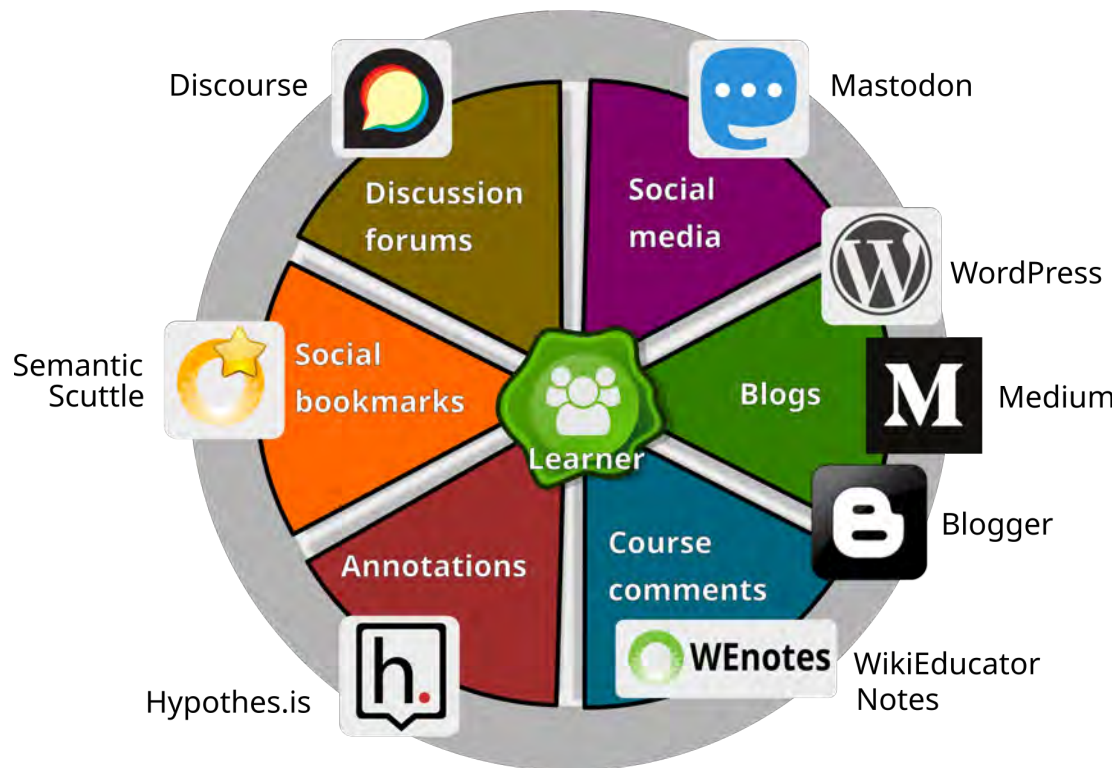 Discourse
Mastodon
Discussion
forums
Social
media
WordPress
Semantic
Scuttle
Social
bookmarks
Blogs
M
Medium
Learner
Blogger
Annotations
Course
comments
h.
WEnotes
WikiEducator
Notes
Hypothes.is